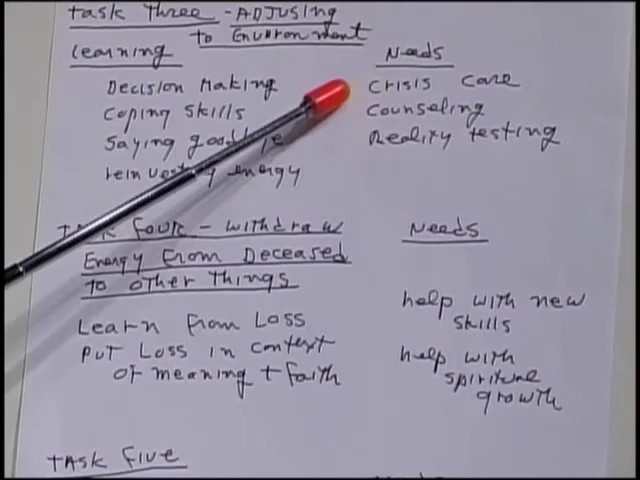 Task Three - ADJUSING
to Environment
Learning
Needs
Decision Making
Crisis care
Coping skills
Counseling
Saying
Reality testing
energy
Task Four - withdraw
Energy From Deceased
to other Things
Needs
Learn From Loss
help with new
skills
Put Loss in context
of meaning + faith
help with
spiritual
growth
Task Five